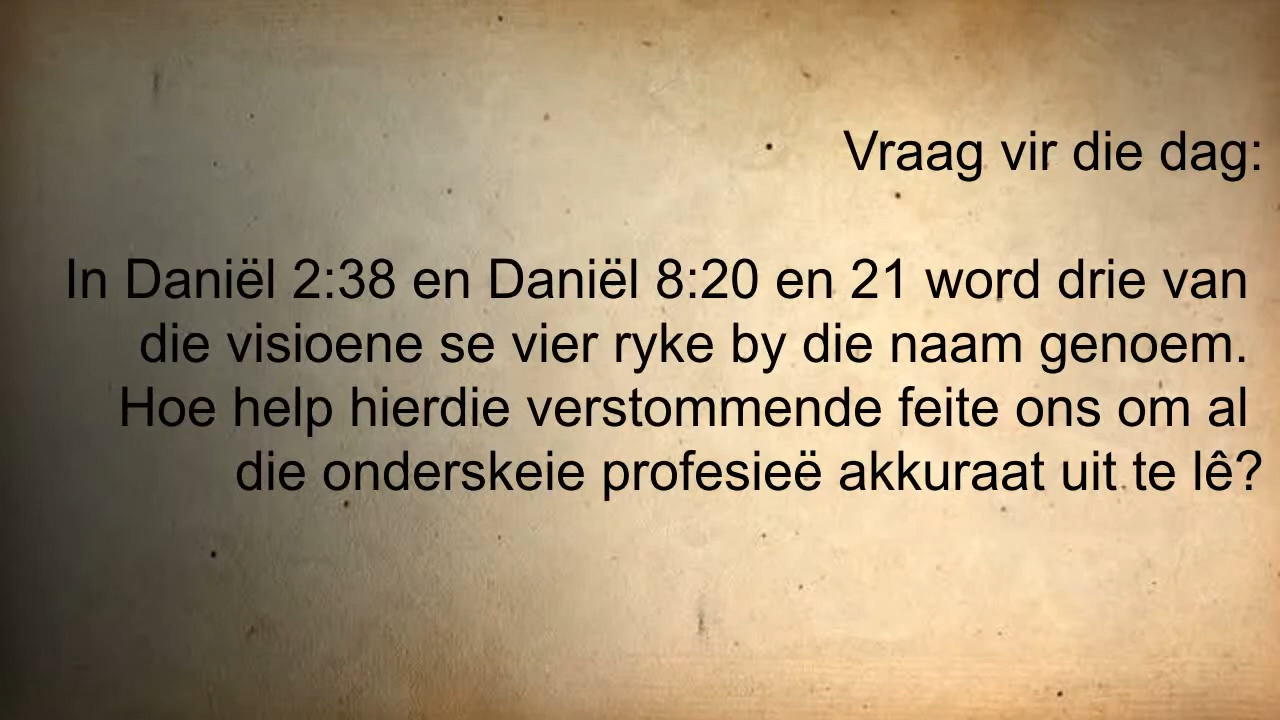 Vraag vir die dag:
In Daniël 2:38 en Daniël 8:20 en 21 word drie van
die visioene se vier ryke by die naam genoem.
Hoe help hierdie verstommende feite ons om al
die onderskeie profesieë akkuraat uit te lê?